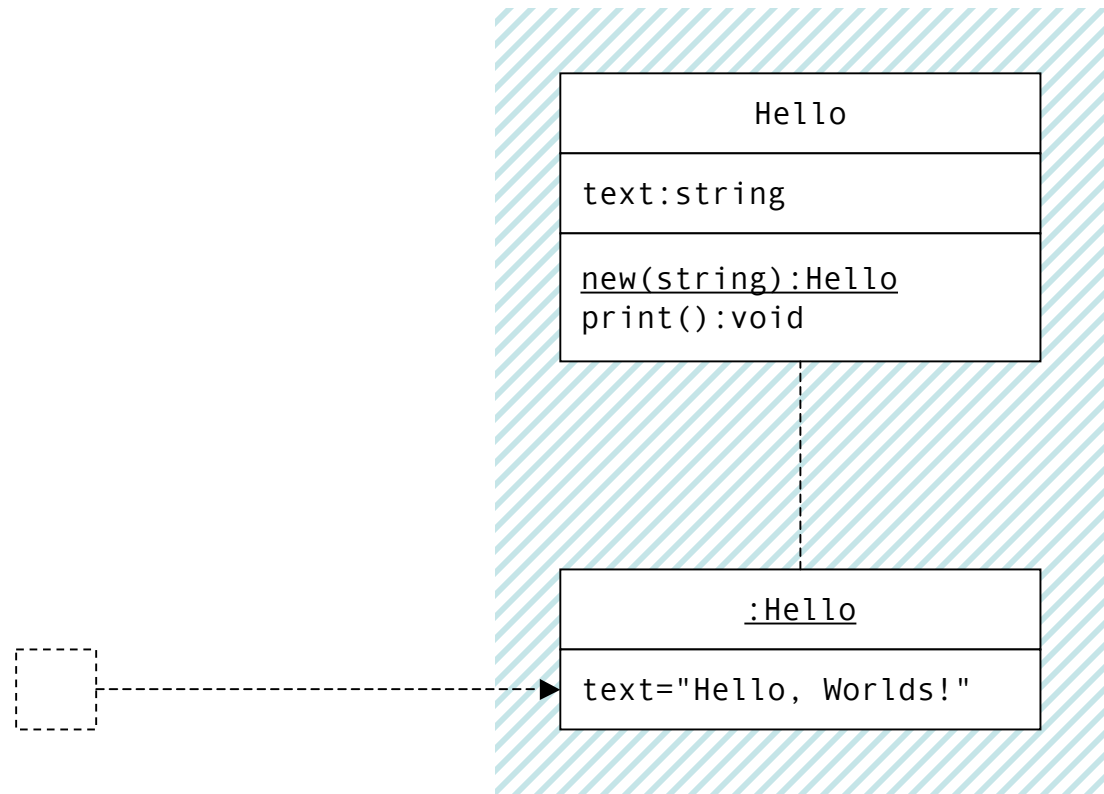 Hello
text:string
new(string):Hello
print():void
:Hello
text="Hello, Worlds!"